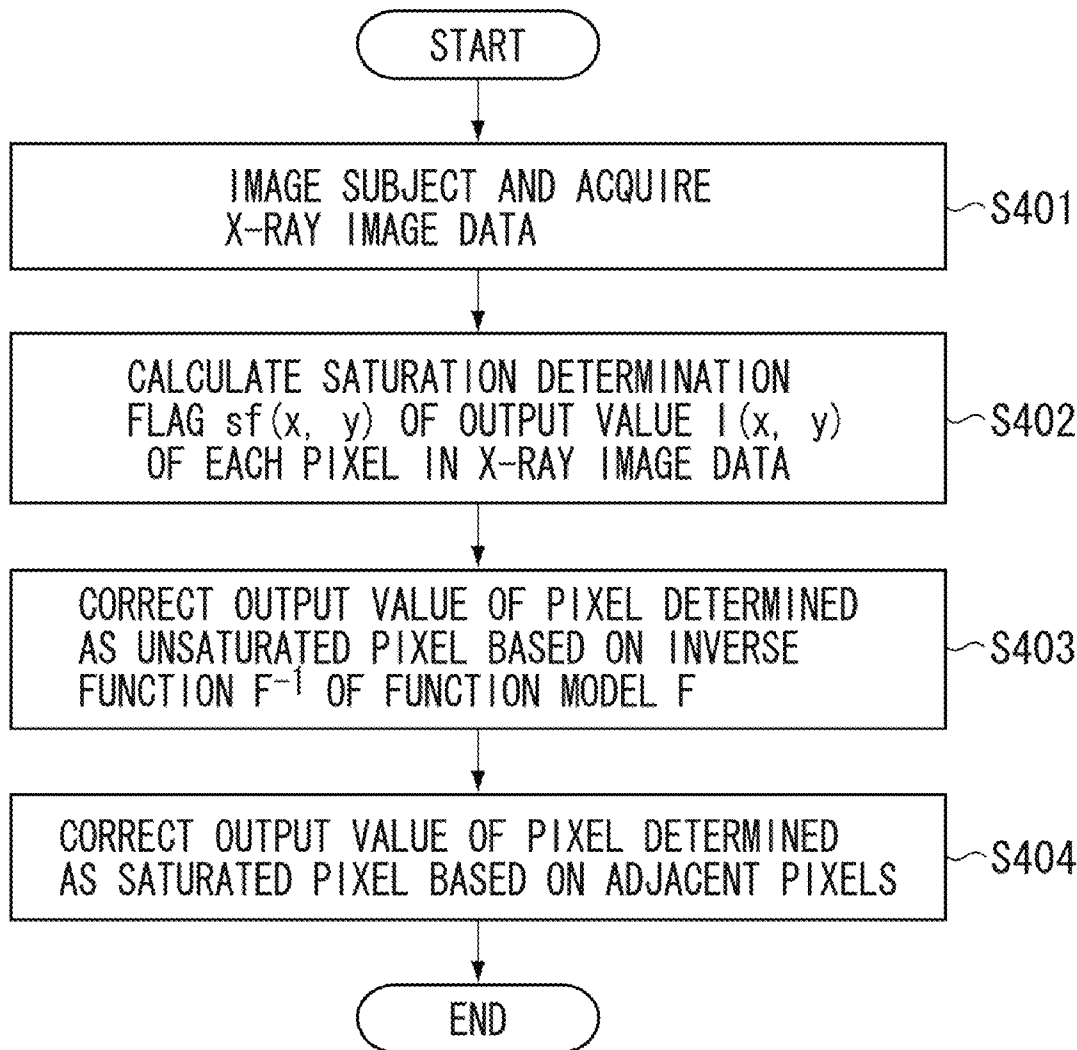 START
IMAGE SUBJECT AND ACQUIRE
X-RAY IMAGE DATA
S401
CALCULATE SATURATION DETERMINATION
FLAG sf(x, y) OF OUTPUT VALUE I(x, y)
OF EACH PIXEL IN X-RAY IMAGE DATA
S402
CORRECT OUTPUT VALUE OF PIXEL DETERMINED
AS UNSATURATED PIXEL BASED ON INVERSE
FUNCTION F⁻¹ OF FUNCTION MODEL F
S403
CORRECT OUTPUT VALUE OF PIXEL DETERMINED
AS SATURATED PIXEL BASED ON ADJACENT PIXELS
S404
END